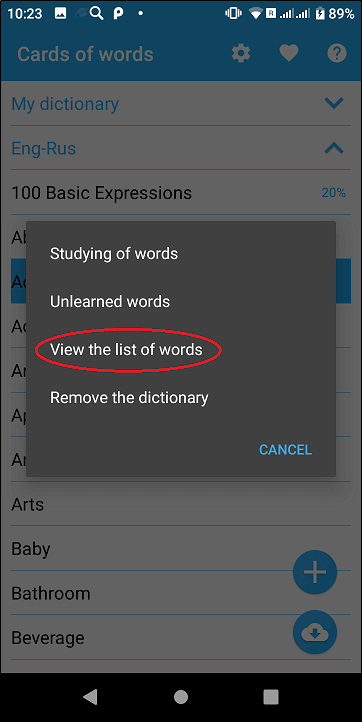 10:23 89%
Cards of words
My dictionary
Eng-Rus
100 Basic Expressions 20%
Studying of words
Unlearned words
View the list of words
Remove the dictionary
CANCEL
Arts
Baby
Bathroom
Beverage